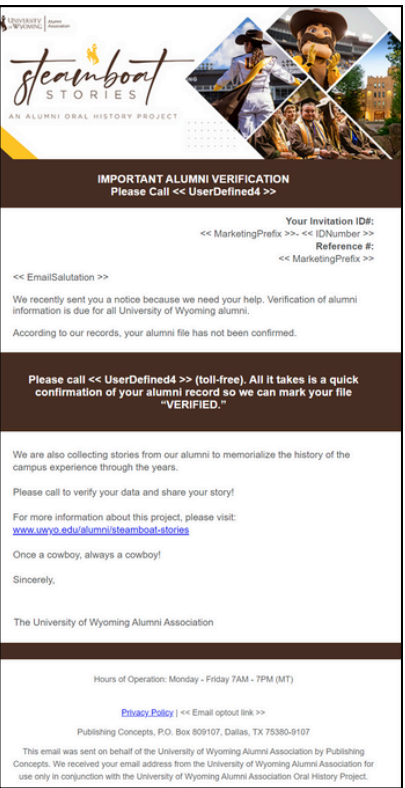 UNIVERSITY
OF WYOMING
Alumni
Association
steamboat
STORIES
AN ALUMNI ORAL HISTORY PROJECT
IMPORTANT ALUMNI VERIFICATION
Please Call << UserDefined4 >>
Your Invitation ID#:
<< MarketingPrefix >>- << IDNumber >>
Reference #:
<< MarketingPrefix >>
<< EmailSalutation >>
We recently sent you a notice because we need your help. Verification of alumni
information is due for all University of Wyoming alumni.
According to our records, your alumni file has not been confirmed.
Please call << UserDefined4 >> (toll-free). All it takes is a quick
confirmation of your alumni record so we can mark your file
“VERIFIED.”
We are also collecting stories from our alumni to memorialize the history of the
campus experience through the years.
Please call to verify your data and share your story!
For more information about this project, please visit:
www.uwyo.edu/alumni/steamboat-stories
Once a cowboy, always a cowboy!
Sincerely,
The University of Wyoming Alumni Association
Hours of Operation: Monday - Friday 7AM - 7PM (MT)
Privacy Policy | << Email optout link >>
Publishing Concepts, P.O. Box 809107, Dallas, TX 75380-9107
This email was sent on behalf of the University of Wyoming Alumni Association by Publishing
Concepts. We received your email address from the University of Wyoming Alumni Association for
use only in conjunction with the University of Wyoming Alumni Association Oral History Project.